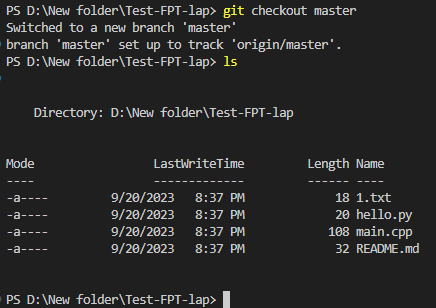 PS D:\New folder\Test-FPT-lap> git checkout master
Switched to a new branch 'master'
branch 'master' set up to track 'origin/master'.
PS D:\New folder\Test-FPT-lap> ls
Directory: D:\New folder\Test-FPT-lap
Mode LastWriteTime Length Name
---- ------------- ------ ----
-a---- 9/20/2023 8:37 PM 18 1.txt
-a---- 9/20/2023 8:37 PM 20 hello.py
-a---- 9/20/2023 8:37 PM 108 main.cpp
-a---- 9/20/2023 8:37 PM 32 README.md
PS D:\New folder\Test-FPT-lap>